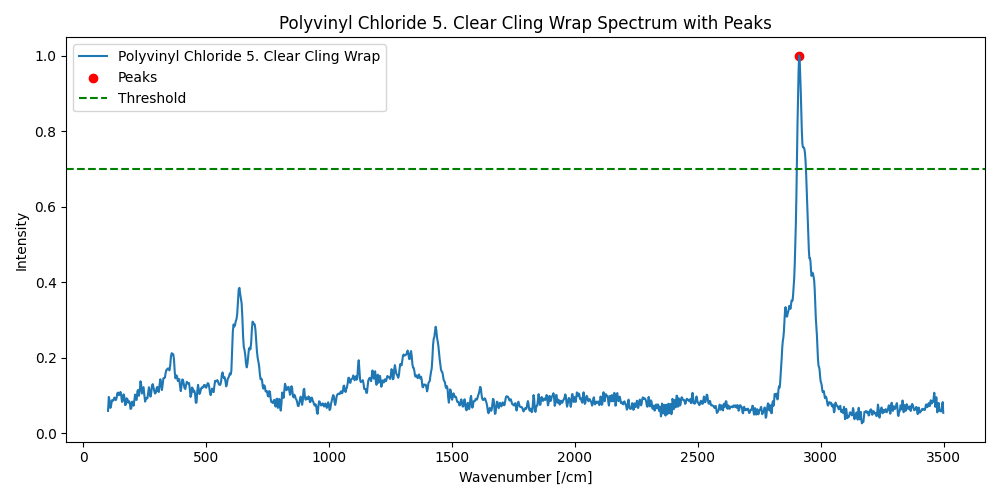 Polyvinyl Chloride 5. Clear Cling Wrap Spectrum with Peaks
Polyvinyl Chloride 5. Clear Cling Wrap
Peaks
Threshold
Intensity
1.0
0.8
0.6
0.4
0.2
0.0
0 500 1000 1500 2000 2500 3000 3500
Wavenumber [/cm]